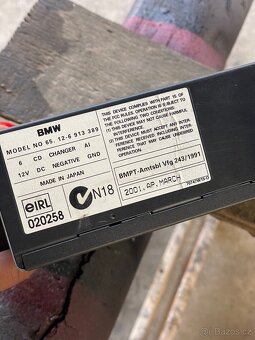 BMW
MODEL NO 65.12.6 913 389
6 CD CHANGER AI
12V DC NEGATIVE GND
MADE IN JAPAN
eIRL
020258
N18
THIS DEVICE COMPLIES WITH PART 15 OF
THE FCC RULES. OPERATION IS SUBJECT TO
THE FOLLOWING TWO CONDITIONS:
(1) THIS DEVICE MAY NOT CAUSE HARMFUL
INTERFERENCE, AND
(2) THIS DEVICE MUST ACCEPT ANY
INTERFERENCE RECEIVED, INCLUDING
INTERFERENCE THAT MAY CAUSE
UNDESIRED OPERATION.
BMPT-Amtsbl Vfg 243/1991
2001.AP.MARCH